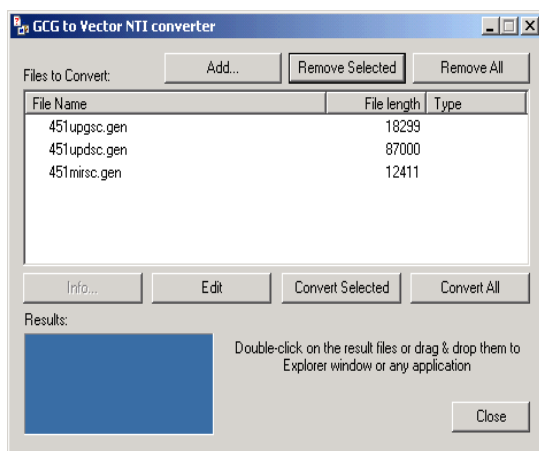 GCG to Vector NTI converter
Files to Convert:
Add...
Remove Selected
Remove All
File Name File length Type
451upgsc.gen 18299
451updsc.gen 87000
451mirsc.gen 12411
Info...
Edit
Convert Selected
Convert All
Results:
Double-click on the result files or drag & drop them to
Explorer window or any application
Close